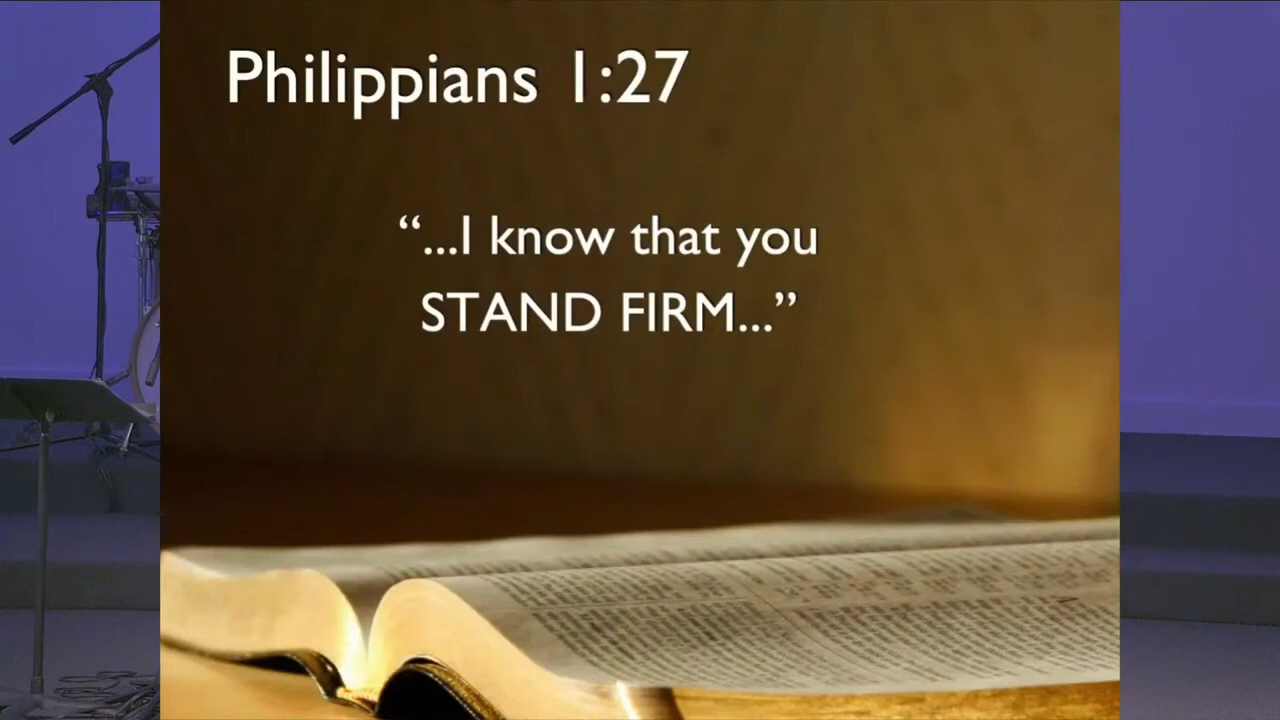 Philippians 1:27
“...I know that you
STAND FIRM...”